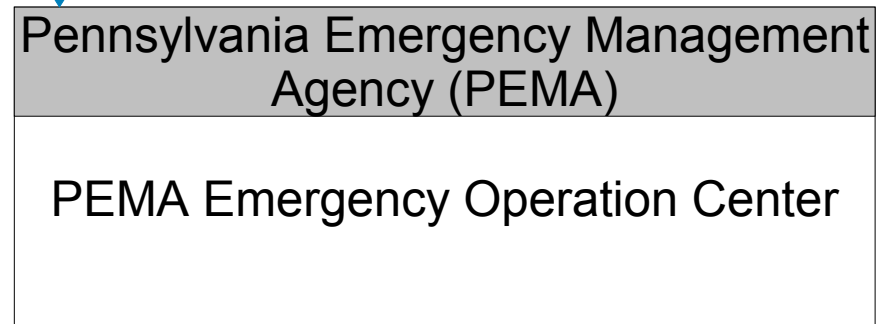 Pennsylvania Emergency Management
Agency (PEMA)
PEMA Emergency Operation Center